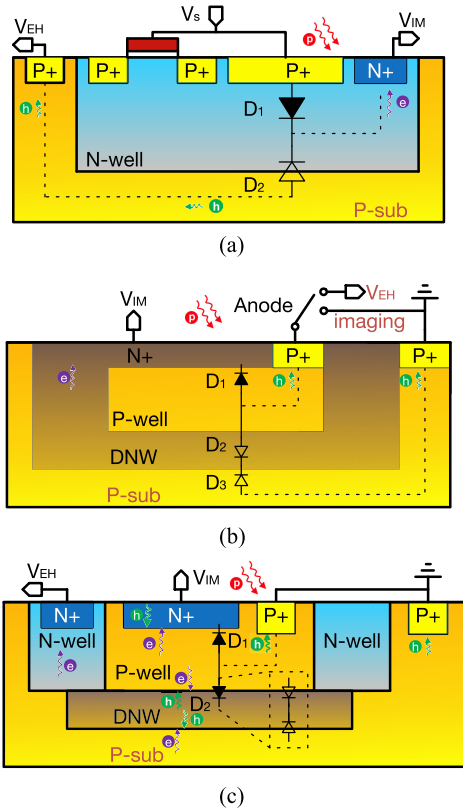 VEH
Vs
VIM
p
P+
P+
P+
P+
N+
h
e
D1
N-well
D2
h
P-sub
(a)
VIM
p
Anode
VEH
imaging
N+
P+
P+
e
D1
h
h
P-well
D2
DNW
D3
P-sub
(b)
VEH
VIM
p
N+
h
N+
P+
P+
N-well
e
D1
h
N-well
h
e
P-well
e
h
D2
DNW
h
e
P-sub
(c)